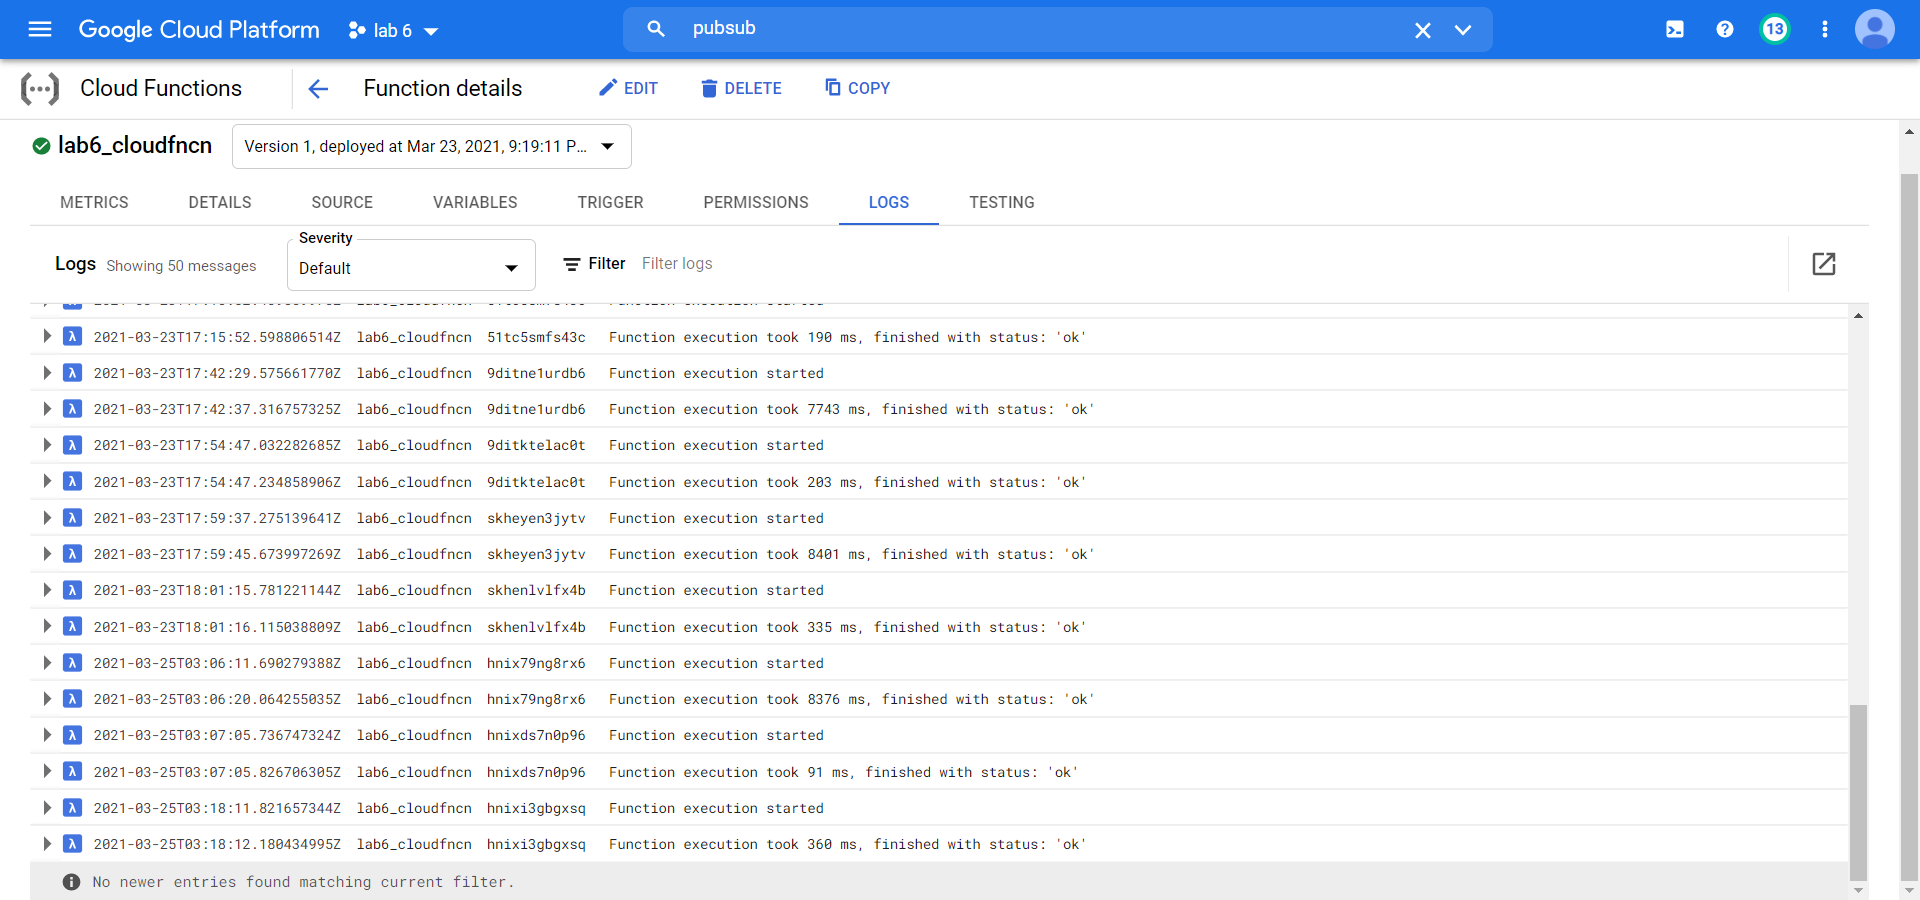 Google Cloud Platform lab 6 pubsub 13
Cloud Functions Function details EDIT DELETE COPY
lab6_cloudfncn Version 1, deployed at Mar 23, 2021, 9:19:11 P...
METRICS DETAILS SOURCE VARIABLES TRIGGER PERMISSIONS LOGS TESTING
Severity
Logs Showing 50 messages Default Filter Filter logs
2021-03-23T17:15:52.598806514Z lab6_cloudfncn 51tc5smfs43c Function execution took 190 ms, finished with status: 'ok'
2021-03-23T17:42:29.575661770Z lab6_cloudfncn 9ditne1urdb6 Function execution started
2021-03-23T17:42:37.316757325Z lab6_cloudfncn 9ditne1urdb6 Function execution took 7743 ms, finished with status: 'ok'
2021-03-23T17:54:47.032282685Z lab6_cloudfncn 9ditktelac0t Function execution started
2021-03-23T17:54:47.234858906Z lab6_cloudfncn 9ditktelac0t Function execution took 203 ms, finished with status: 'ok'
2021-03-23T17:59:37.275139641Z lab6_cloudfncn skheyen3jytv Function execution started
2021-03-23T17:59:45.673997269Z lab6_cloudfncn skheyen3jytv Function execution took 8401 ms, finished with status: 'ok'
2021-03-23T18:01:15.781221144Z lab6_cloudfncn skhenlvlfx4b Function execution started
2021-03-23T18:01:16.115038809Z lab6_cloudfncn skhenlvlfx4b Function execution took 335 ms, finished with status: 'ok'
2021-03-25T03:06:11.690279388Z lab6_cloudfncn hnix79ng8rx6 Function execution started
2021-03-25T03:06:20.064255035Z lab6_cloudfncn hnix79ng8rx6 Function execution took 8376 ms, finished with status: 'ok'
2021-03-25T03:07:05.736747324Z lab6_cloudfncn hnixds7n0p96 Function execution started
2021-03-25T03:07:05.826706305Z lab6_cloudfncn hnixds7n0p96 Function execution took 91 ms, finished with status: 'ok'
2021-03-25T03:18:11.821657344Z lab6_cloudfncn hnixi3gbgxsq Function execution started
2021-03-25T03:18:12.180434995Z lab6_cloudfncn hnixi3gbgxsq Function execution took 360 ms, finished with status: 'ok'
No newer entries found matching current filter.